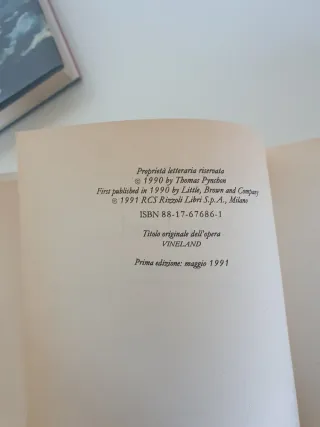 Proprietà letteraria riservata
© 1990 by Thomas Pynchon
First published in 1990 by Little, Brown and Company
© 1991 RCS Rizzoli Libri S.p.A., Milano
ISBN 88-17-67686-1
Titolo originale dell'opera
VINELAND
Prima edizione: maggio 1991